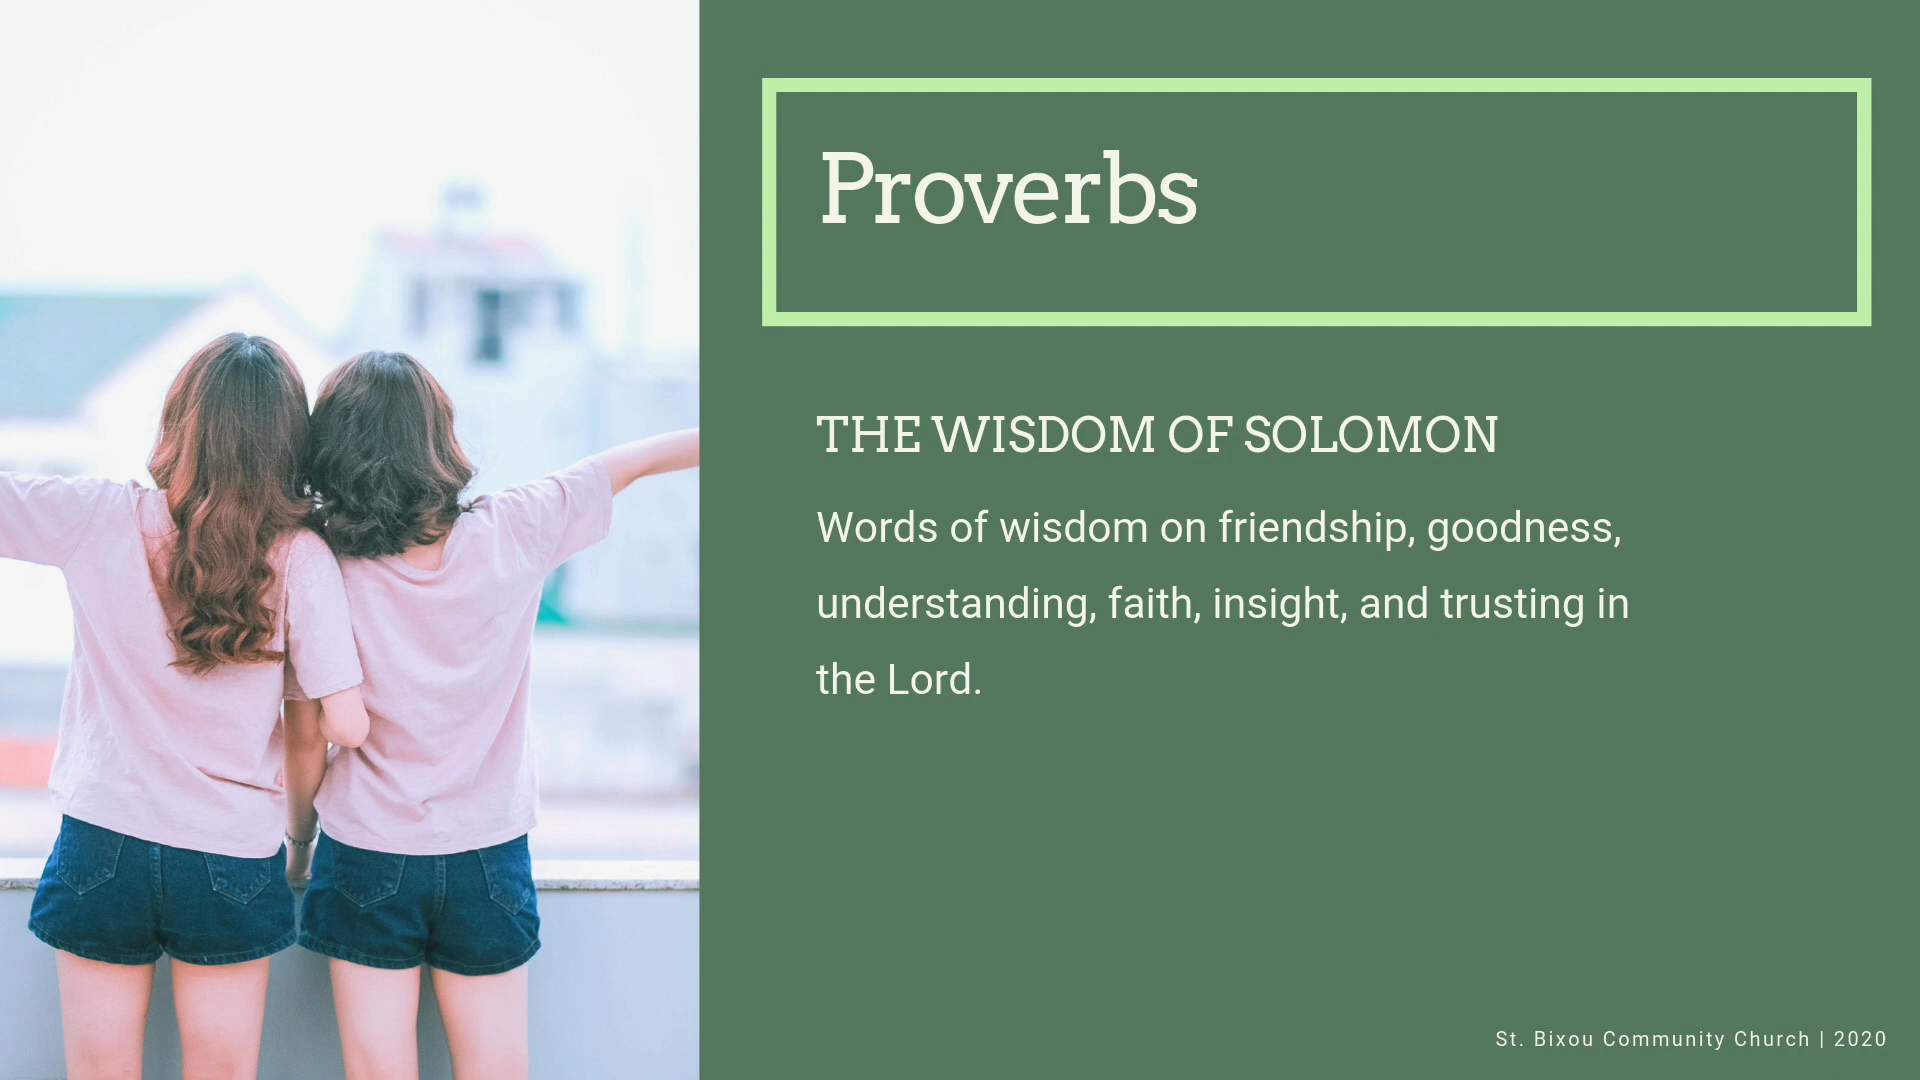 Proverbs
THE WISDOM OF SOLOMON
Words of wisdom on friendship, goodness,
understanding, faith, insight, and trusting in
the Lord.
St. Bixou Community Church | 2020